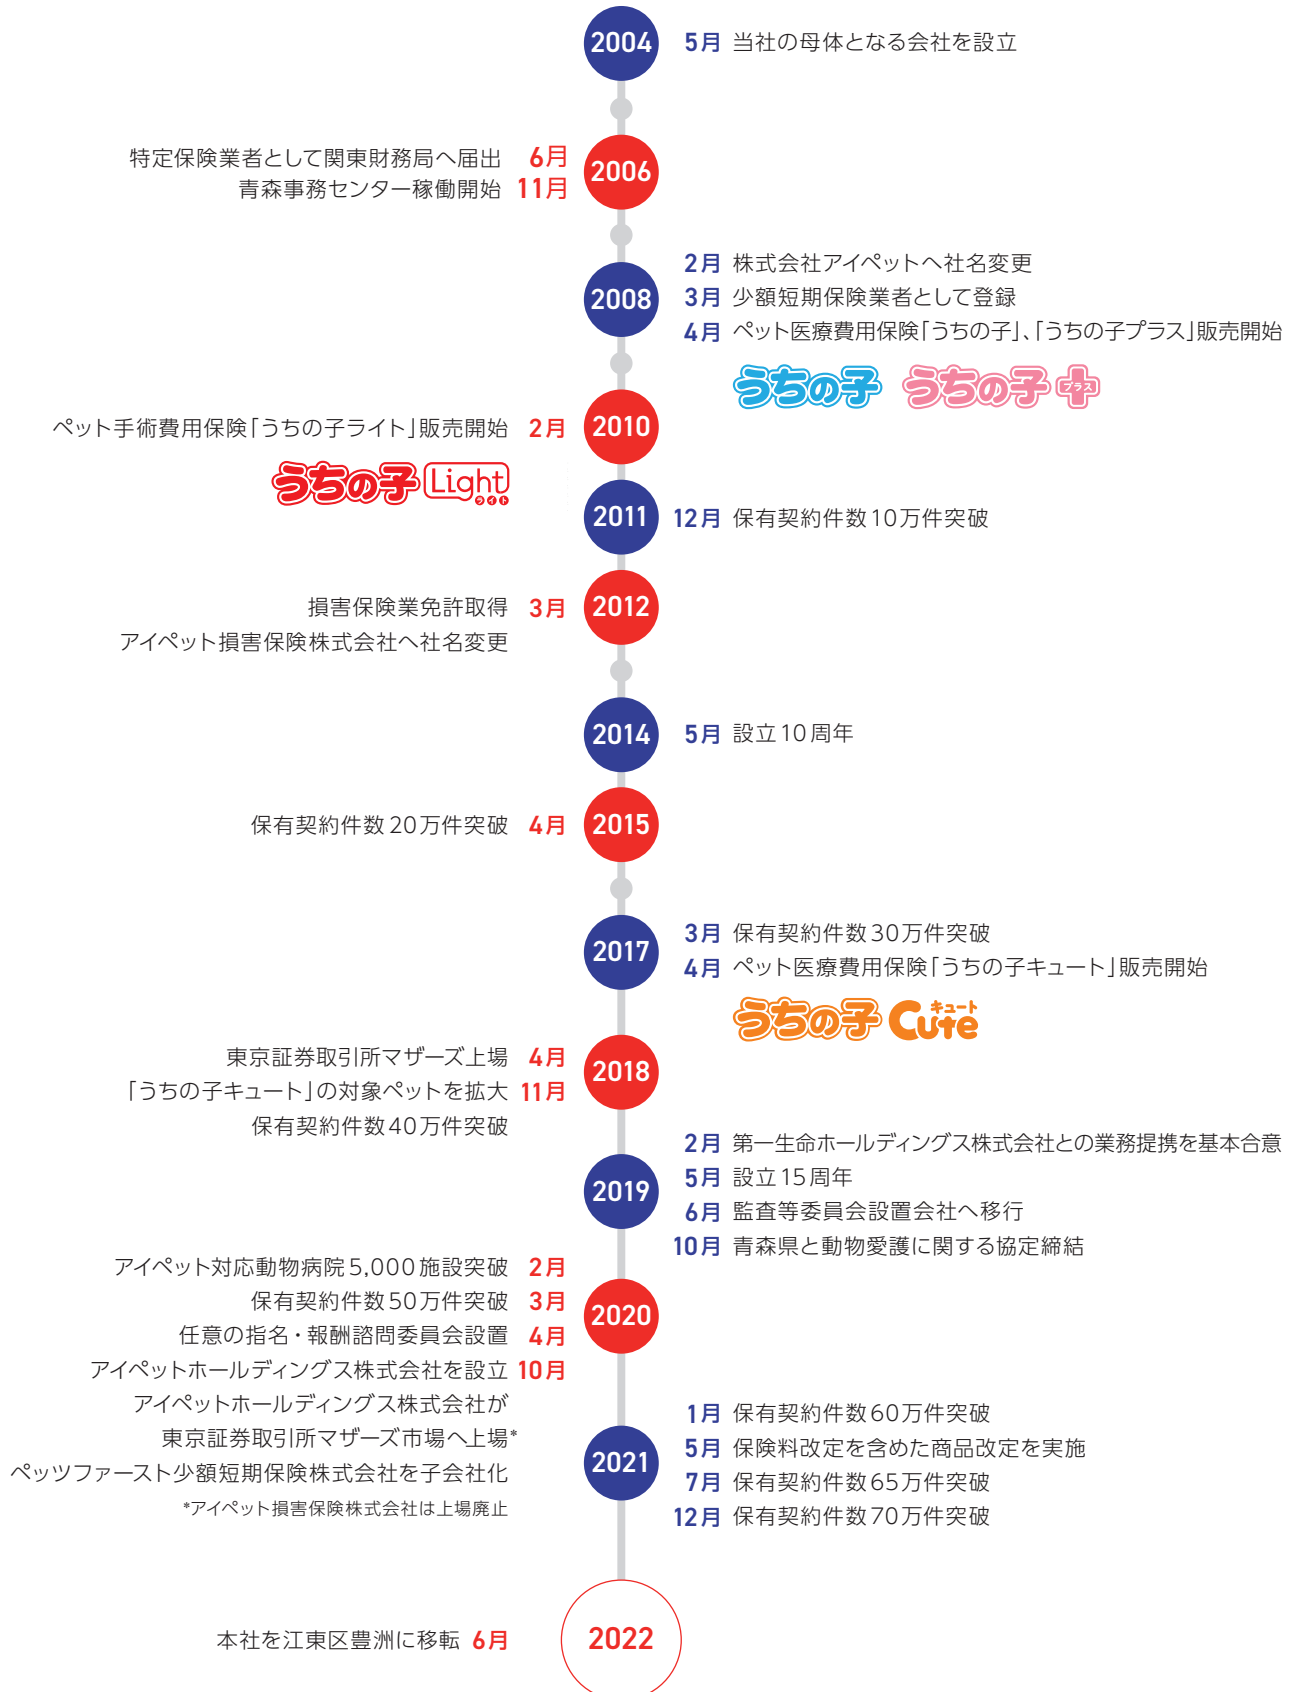 2004
5月 当社の母体となる会社を設立
特定保険業者として関東財務局へ届出 6月
青森事務センター稼働開始 11月
2006
2008
2月 株式会社アイペットへ社名変更
3月 少額短期保険業者として登録
4月 ペット医療費用保険「うちの子」、「うちの子プラス」販売開始
うちの子 うちの子 プラス
ペット手術費用保険「うちの子ライト」販売開始 2月
2010
うちの子 Light
ライト
2011
12月 保有契約件数10万件突破
損害保険業免許取得 3月
アイペット損害保険株式会社へ社名変更
2012
2014
5月 設立10周年
保有契約件数20万件突破 4月
2015
2017
3月 保有契約件数30万件突破
4月 ペット医療費用保険「うちの子キュート」販売開始
キュート
うちの子 Cute
東京証券取引所マザーズ上場 4月
「うちの子キュート」の対象ペットを拡大 11月
保有契約件数40万件突破
2018
2019
2月 第一生命ホールディングス株式会社との業務提携を基本合意
5月 設立15周年
6月 監査等委員会設置会社へ移行
10月 青森県と動物愛護に関する協定締結
アイペット対応動物病院5,000施設突破 2月
保有契約件数50万件突破 3月
任意の指名・報酬諮問委員会設置 4月
アイペットホールディングス株式会社を設立 10月
アイペットホールディングス株式会社が
東京証券取引所マザーズ市場へ上場*
ペッツファースト少額短期保険株式会社を子会社化
*アイペット損害保険株式会社は上場廃止
2020
2021
1月 保有契約件数60万件突破
5月 保険料改定を含めた商品改定を実施
7月 保有契約件数65万件突破
12月 保有契約件数70万件突破
本社を江東区豊洲に移転 6月
2022